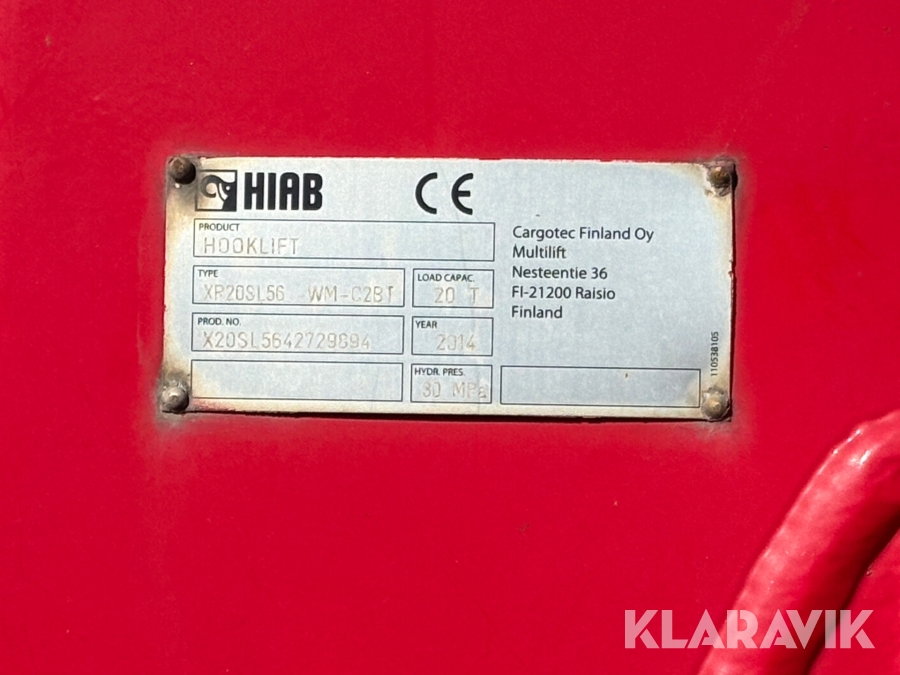 HIAB
CE
PRODUCT
HOOKLIFT
TYPE
XR20SL56 WM-C2BT
LOAD CAPAC.
20 T
PROD. NO.
X20SL5642729894
YEAR
2014
HYDR. PRES.
30 MPa
Cargotec Finland Oy
Multilift
Nesteentie 36
FI-21200 Raisio
Finland
110538105
KLARAVIK